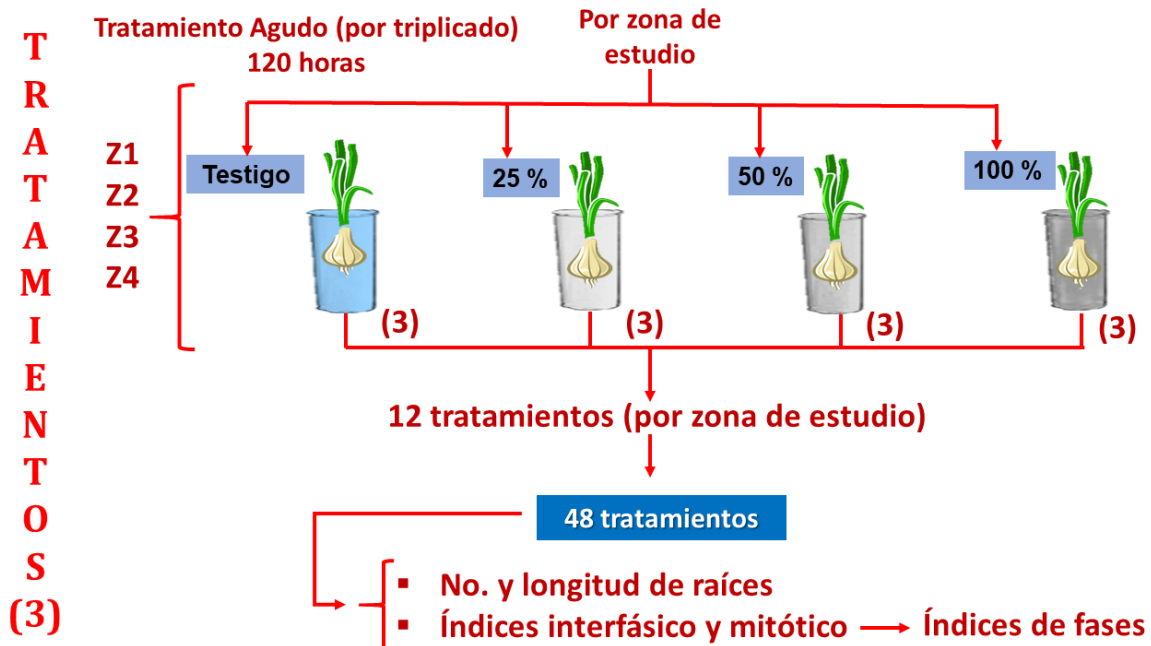 TRATAMIENTOS
(3)
Tratamiento Agudo (por triplicado)
120 horas
Por zona de
estudio
Z1
Z2
Z3
Z4
Testigo
25 %
50 %
100 %
(3)
(3)
(3)
(3)
12 tratamientos (por zona de estudio)
48 tratamientos
▪ No. y longitud de raíces
▪ Índices interfásico y mitótico → Índices de fases